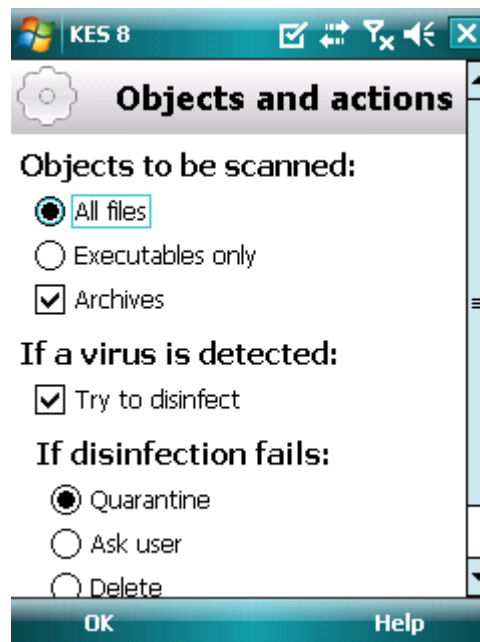 KES 8
Objects and actions
Objects to be scanned:
All files
Executables only
Archives
If a virus is detected:
Try to disinfect
If disinfection fails:
Quarantine
Ask user
Delete
OK Help